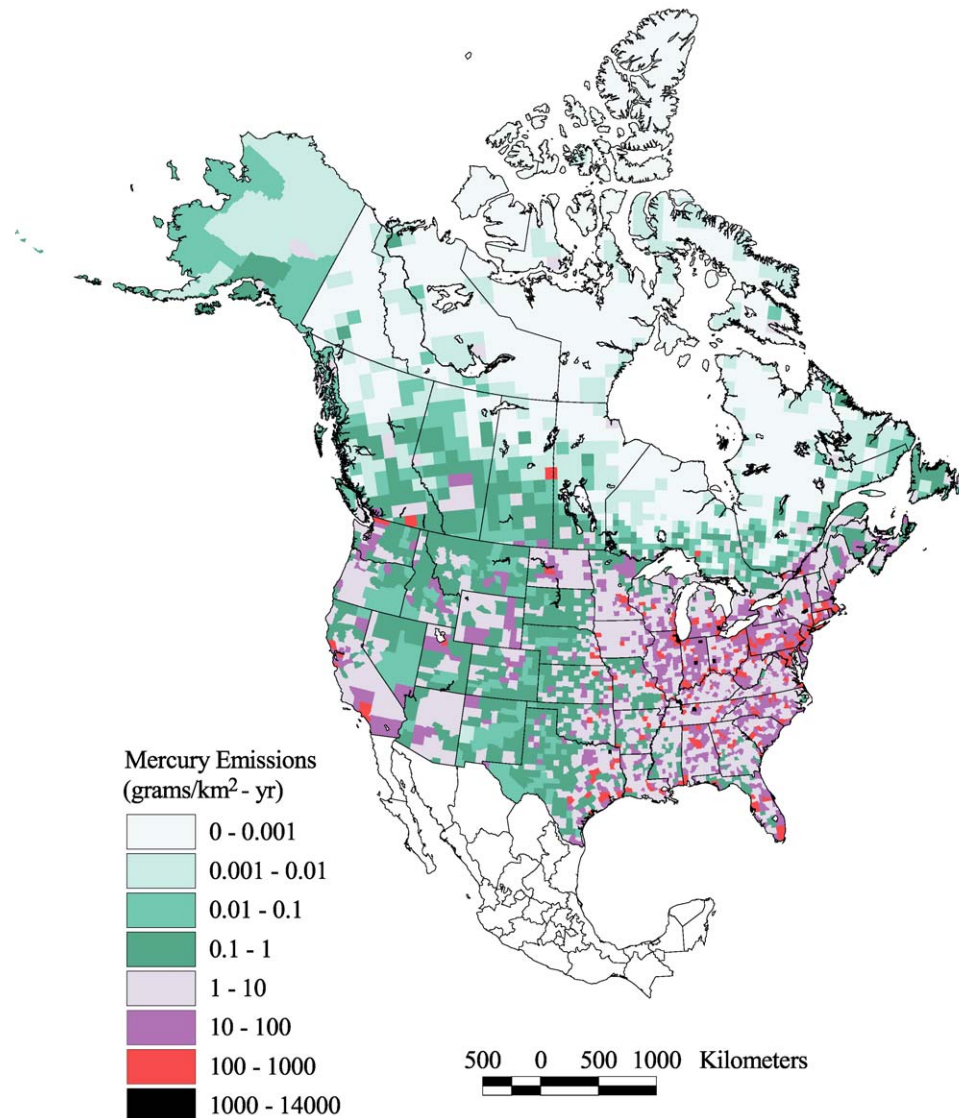 Mercury Emissions
(grams/km² - yr)
0 - 0.001
0.001 - 0.01
0.01 - 0.1
0.1 - 1
1 - 10
10 - 100
100 - 1000
1000 - 14000
500 0 500 1000 Kilometers